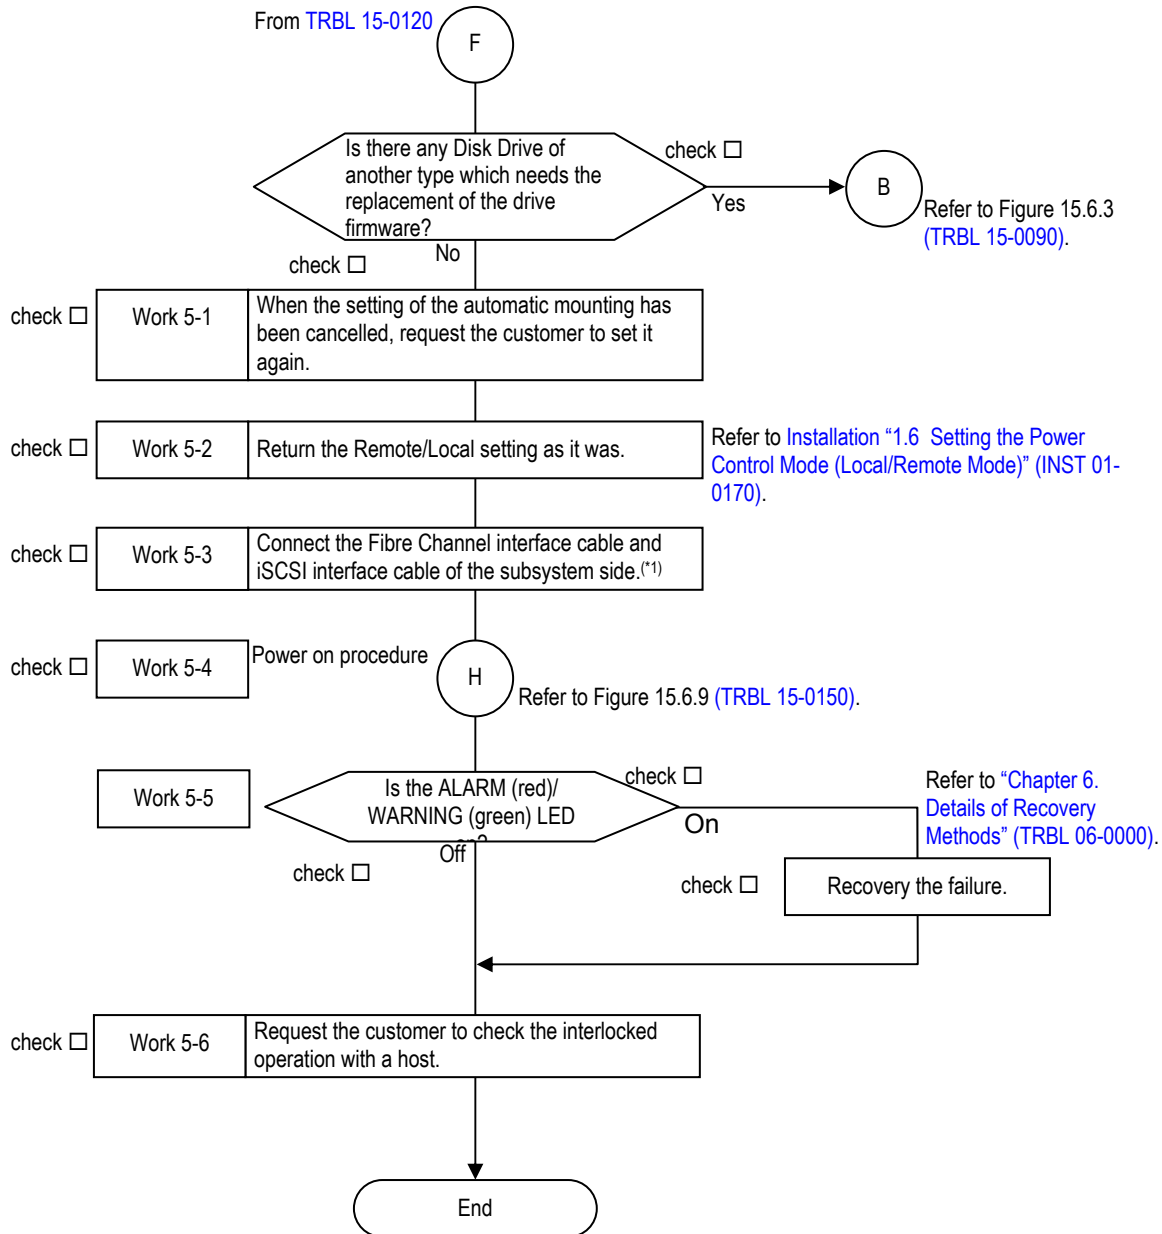 From TRBL 15-0120
F
Is there any Disk Drive of
another type which needs the
replacement of the drive
firmware?
check □
Yes
B
Refer to Figure 15.6.3
(TRBL 15-0090).
No
check □
check □
Work 5-1
When the setting of the automatic mounting has
been cancelled, request the customer to set it
again.
check □
Work 5-2
Return the Remote/Local setting as it was.
Refer to Installation “1.6 Setting the Power
Control Mode (Local/Remote Mode)” (INST 01-
0170).
check □
Work 5-3
Connect the Fibre Channel interface cable and
iSCSI interface cable of the subsystem side.(*1)
check □
Work 5-4
Power on procedure
H
Refer to Figure 15.6.9 (TRBL 15-0150).
Work 5-5
Is the ALARM (red)/
WARNING (green) LED
on?
check □
On
Refer to “Chapter 6.
Details of Recovery
Methods” (TRBL 06-0000).
Off
check □
check □
Recovery the failure.
check □
Work 5-6
Request the customer to check the interlocked
operation with a host.
End